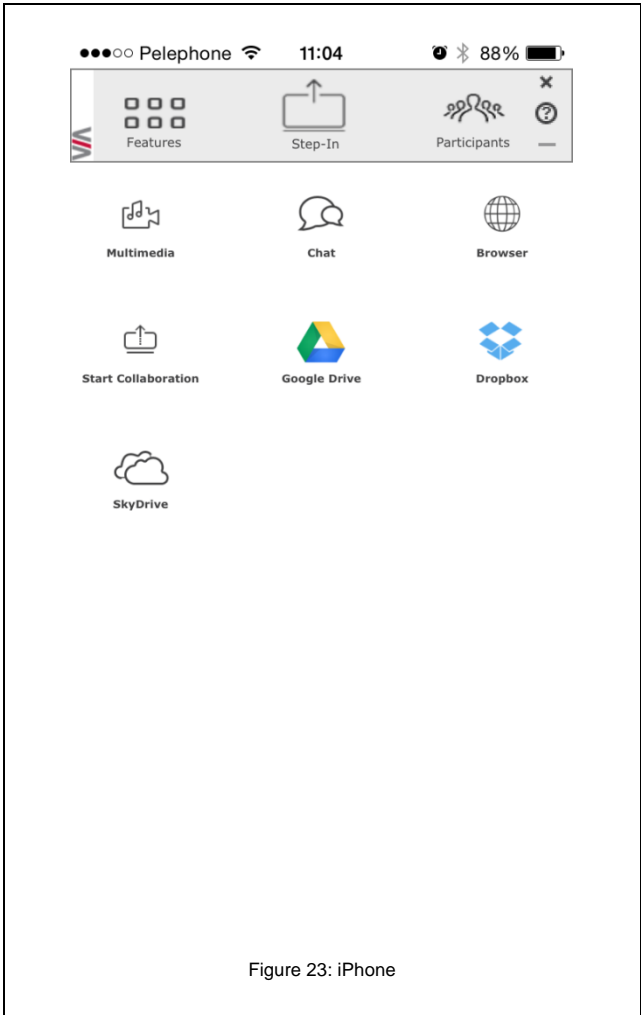 Pelephone 11:04 88%
Features Step-In Participants
Multimedia Chat Browser
Start Collaboration Google Drive Dropbox
SkyDrive
Figure 23: iPhone